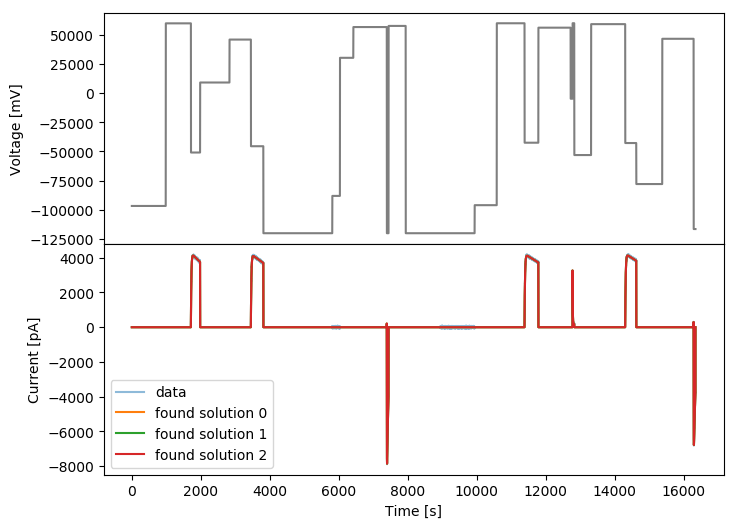 50000
25000
0
−25000
−50000
−75000
−100000
−125000
Voltage [mV]
4000
2000
0
−2000
−4000
−6000
−8000
Current [pA]
data
found solution 0
found solution 1
found solution 2
0 2000 4000 6000 8000 10000 12000 14000 16000
Time [s]